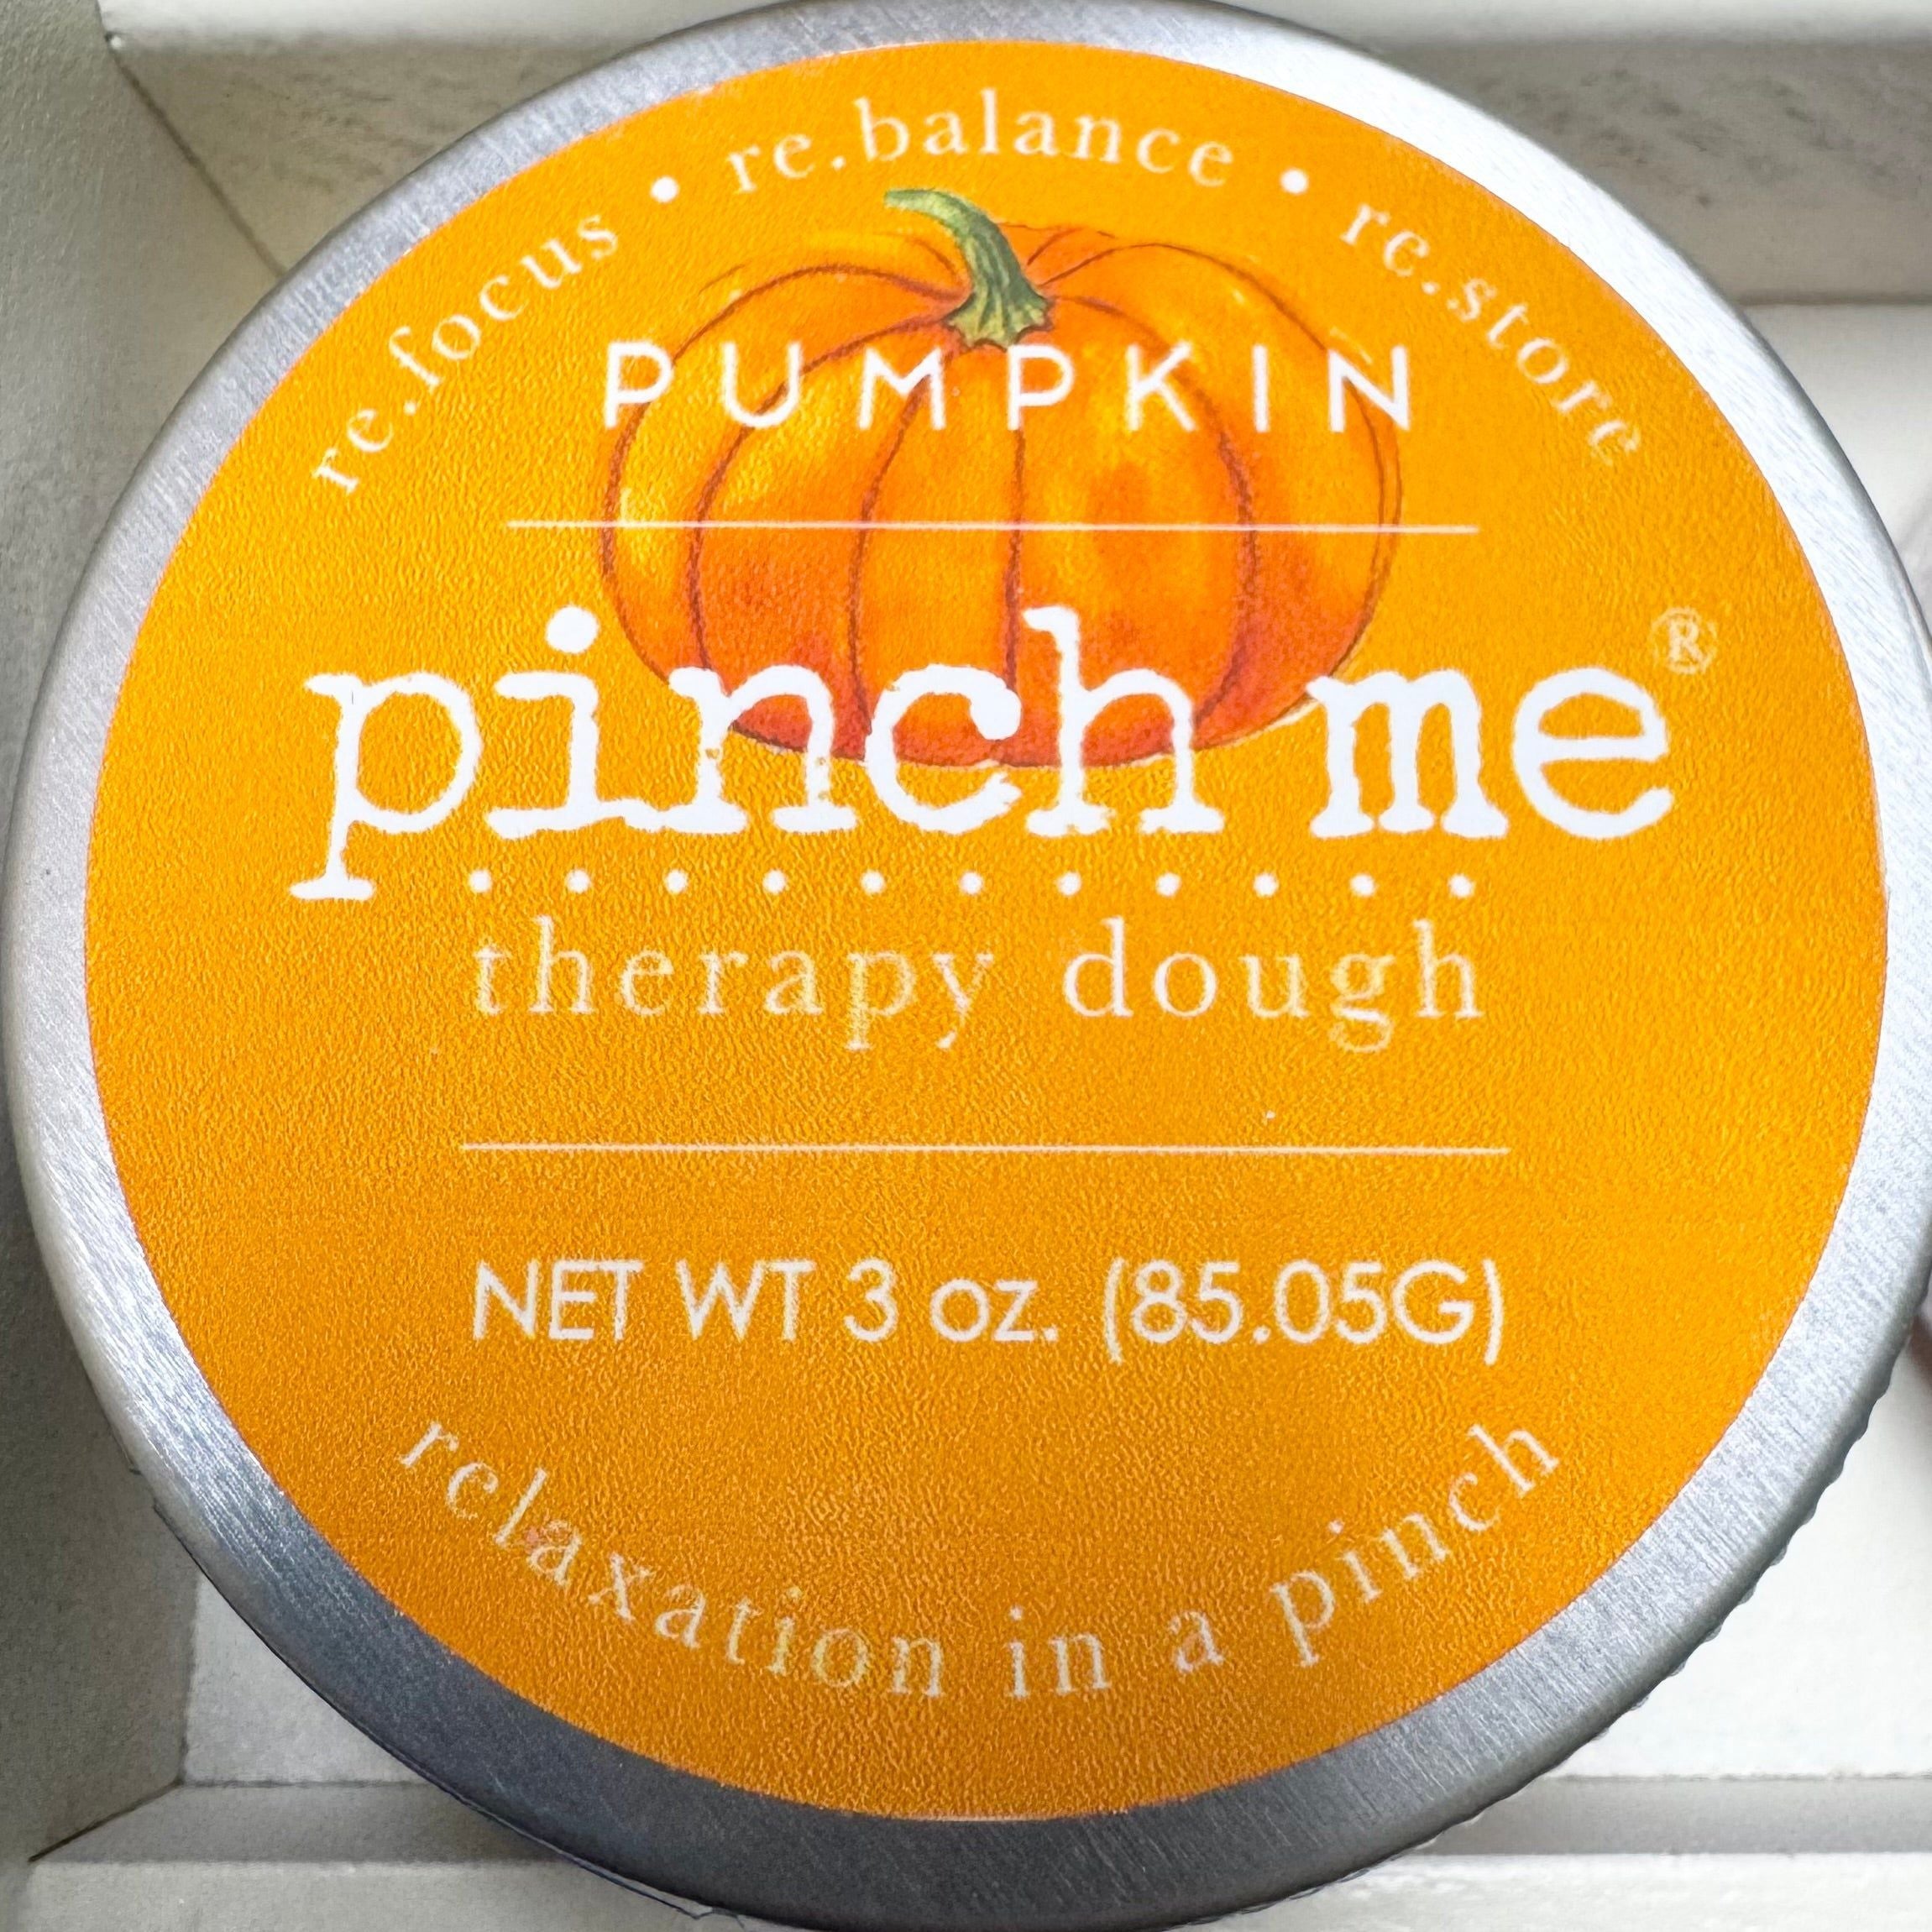 re.focus • re.balance • re.store
PUMPKIN
pinch me®
therapy dough
NET WT 3 oz. (85.05G)
relaxation in a pinch